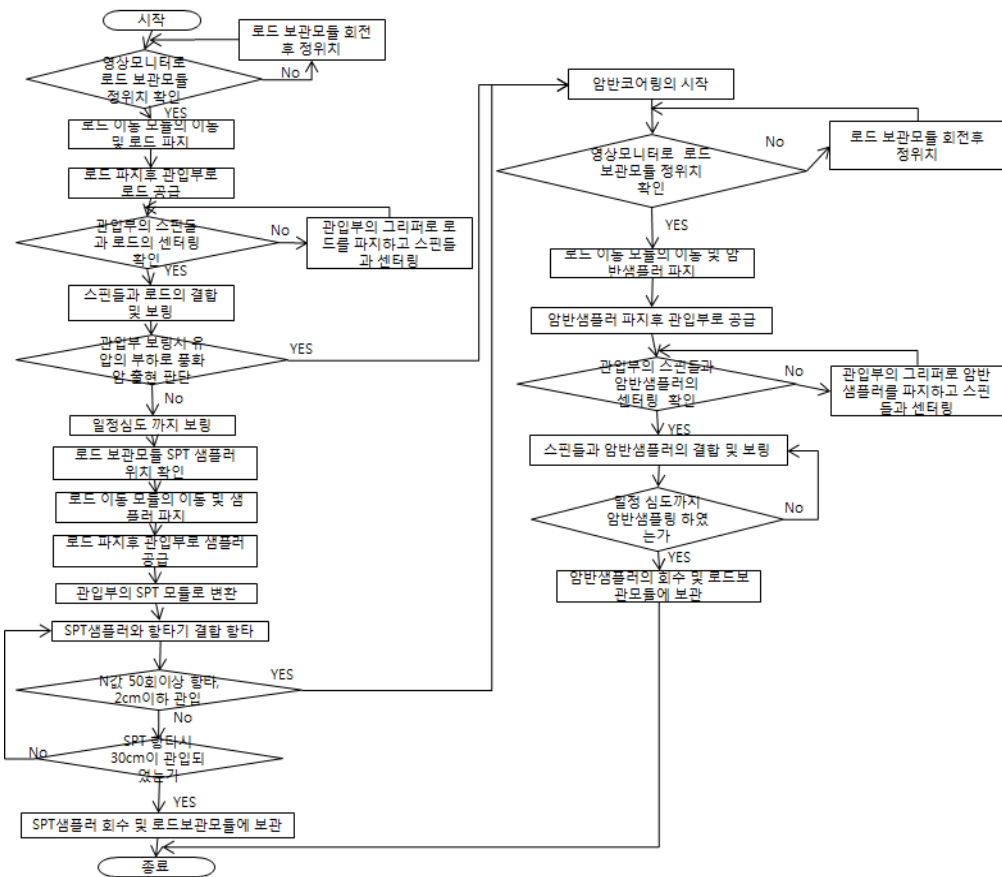 시작
로드 보관모듈 회전
후 정위치
영상모니터로
로드 보관모듈
정위치 확인
No
YES
로드 이동 모듈의 이동
및 로드 파지
로드 파지후 관입부로
로드 공급
관입부의 스핀들
과 로드의 센터링
확인
No
관입부의 그리퍼로 로
드를 파지하고 스핀들
과 센터링
YES
스핀들과 로드의 결합
및 보링
관입부 보링시 유
압의 부하로 풍화
암 출현 판단
YES
No
일정심도 까지 보링
로드 보관모듈 SPT 샘플러
위치 확인
로드 이동 모듈의 이동 및 샘
플러 파지
로드 파지후 관입부로 샘플러
공급
관입부의 SPT 모듈로 변환
SPT샘플러와 항타기 결합 항타
N값 50회이상 항타,
2cm이하 관입
YES
No
SPT 항타시
30cm이 관입되
었는가
No
YES
SPT샘플러 회수 및 로드보관모듈에 보관
종료
암반코어링의 시작
영상모니터로 로드
보관모듈 정위치
확인
No
로드 보관모듈 회전후
정위치
YES
로드 이동 모듈의 이동 및 암
반샘플러 파지
암반샘플러 파지후 관입부로 공급
관입부의 스핀들과
암반샘플러의
센터링 확인
No
관입부의 그리퍼로 암반
샘플러를 파지하고 스핀
들과 센터링
YES
스핀들과 암반샘플러의 결합 및 보링
일정 심도까지
암반샘플링 하였
는가
No
YES
암반샘플러의 회수 및 로드보
관모듈에 보관